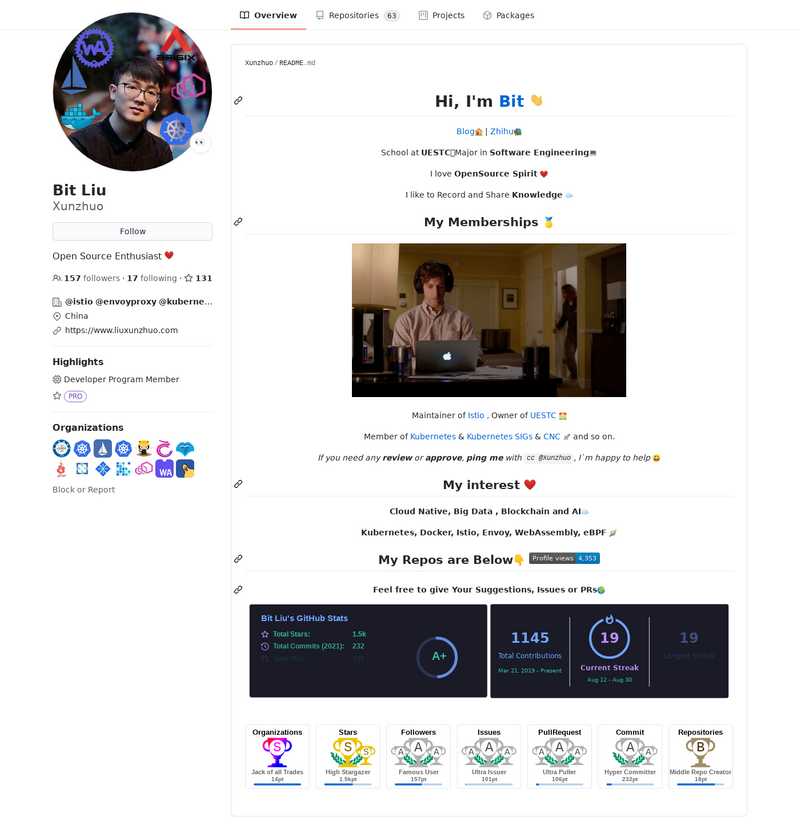 Overview
Repositories 63
Projects
Packages
Bit Liu
Xunzhuo
Follow
Open Source Enthusiast
157 followers · 17 following · 131
@istio @envoyproxy @kuberne…
China
https://www.liuxunzhuo.com
Highlights
Developer Program Member
PRO
Organizations
WA
Block or Report
Xunzhuo / README.md
Hi, I'm Bit 👋
Blog | Zhihu
School at UESTC Major in Software Engineering
I love OpenSource Spirit ❤️
I like to Record and Share Knowledge
My Memberships 🏅
Maintainer of Istio , Owner of UESTC
Member of Kubernetes & Kubernetes SIGs & CNC and so on.
If you need any review or approve, ping me with cc @Xunzhuo , I`m happy to help 😄
My interest ❤️
Cloud Native, Big Data , Blockchain and AI
Kubernetes, Docker, Istio, Envoy, WebAssembly, eBPF
My Repos are Below👇 Profile views 4,353
Feel free to give Your Suggestions, Issues or PRs
Bit Liu's GitHub Stats
Total Stars: 1.5k
Total Commits (2021): 232
A+
1145
Total Contributions
Mar 21, 2019 - Present
19
Current Streak
Aug 12 - Aug 30
19
Longest Streak
Organizations
S
Jack of all Trades
14pt
Stars
S S
High Stargazer
1.5kpt
Followers
A A A
Famous User
157pt
Issues
A A A
Ultra Issuer
101pt
PullRequest
A A A
Ultra Puller
106pt
Commit
A A
Hyper Committer
232pt
Repositories
B
Middle Repo Creator
18pt